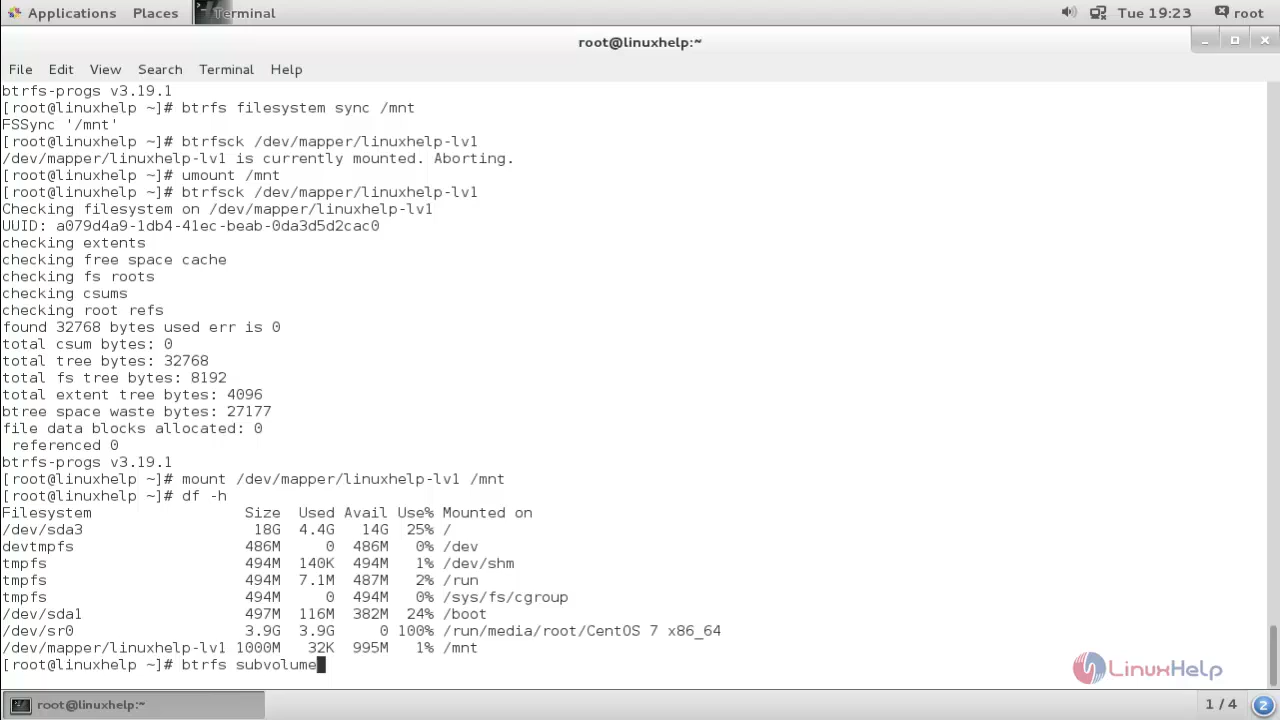 Applications Places Terminal Tue 19:23 root
root@linuxhelp:~
File Edit View Search Terminal Help
btrfs-progs v3.19.1
[root@linuxhelp ~]# btrfs filesystem sync /mnt
FSSync '/mnt'
[root@linuxhelp ~]# btrfsck /dev/mapper/linuxhelp-lv1
/dev/mapper/linuxhelp-lv1 is currently mounted. Aborting.
[root@linuxhelp ~]# umount /mnt
[root@linuxhelp ~]# btrfsck /dev/mapper/linuxhelp-lv1
Checking filesystem on /dev/mapper/linuxhelp-lv1
UUID: a079d4a9-1db4-41ec-beab-0da3d5d2cac0
checking extents
checking free space cache
checking fs roots
checking csums
checking root refs
found 32768 bytes used err is 0
total csum bytes: 0
total tree bytes: 32768
total fs tree bytes: 8192
total extent tree bytes: 4096
btree space waste bytes: 27177
file data blocks allocated: 0
 referenced 0
btrfs-progs v3.19.1
[root@linuxhelp ~]# mount /dev/mapper/linuxhelp-lv1 /mnt
[root@linuxhelp ~]# df -h
Filesystem Size Used Avail Use% Mounted on
/dev/sda3 18G 4.4G 14G 25% /
devtmpfs 486M 0 486M 0% /dev
tmpfs 494M 140K 494M 1% /dev/shm
tmpfs 494M 7.1M 487M 2% /run
tmpfs 494M 0 494M 0% /sys/fs/cgroup
/dev/sda1 497M 116M 382M 24% /boot
/dev/sr0 3.9G 3.9G 0 100% /run/media/root/CentOS 7 x86_64
/dev/mapper/linuxhelp-lv1 1000M 32K 995M 1% /mnt
[root@linuxhelp ~]# btrfs subvolume
LinuxHelp
root@linuxhelp:~ 1 / 4 2